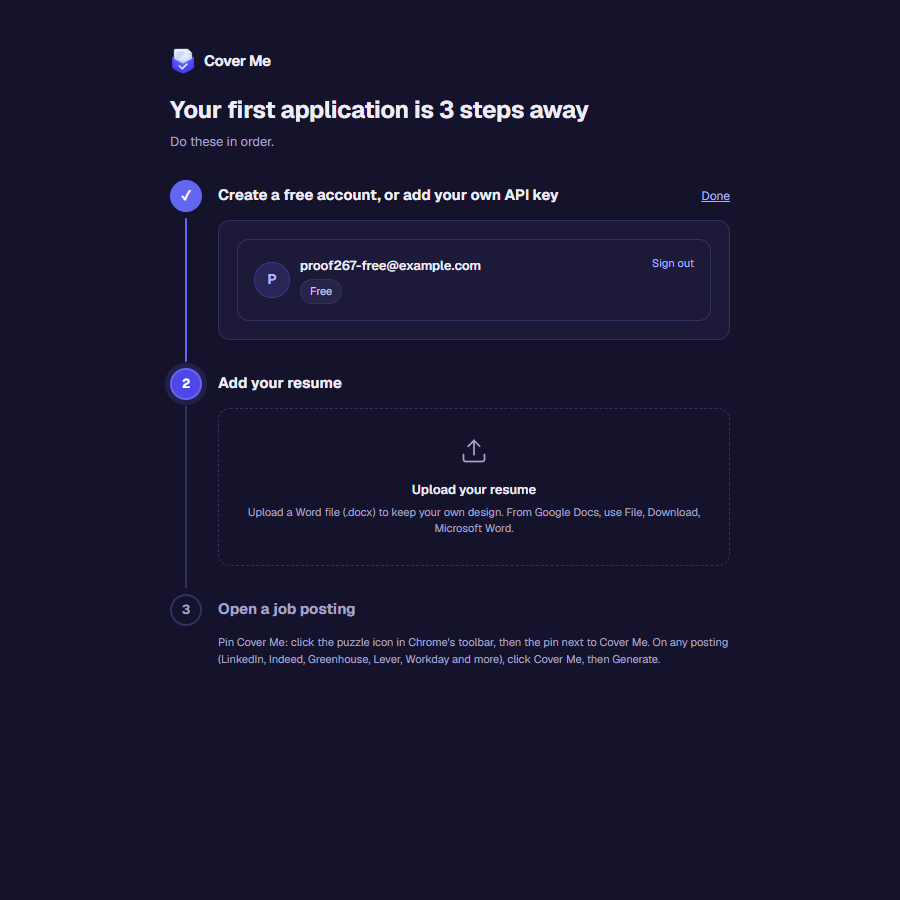 Cover Me
Your first application is 3 steps away
Do these in order.
Create a free account, or add your own API key
Done
P
proof267-free@example.com
Sign out
Free
2
Add your resume
Upload your resume
Upload a Word file (.docx) to keep your own design. From Google Docs, use File, Download,
Microsoft Word.
3
Open a job posting
Pin Cover Me: click the puzzle icon in Chrome's toolbar, then the pin next to Cover Me. On any posting
(LinkedIn, Indeed, Greenhouse, Lever, Workday and more), click Cover Me, then Generate.